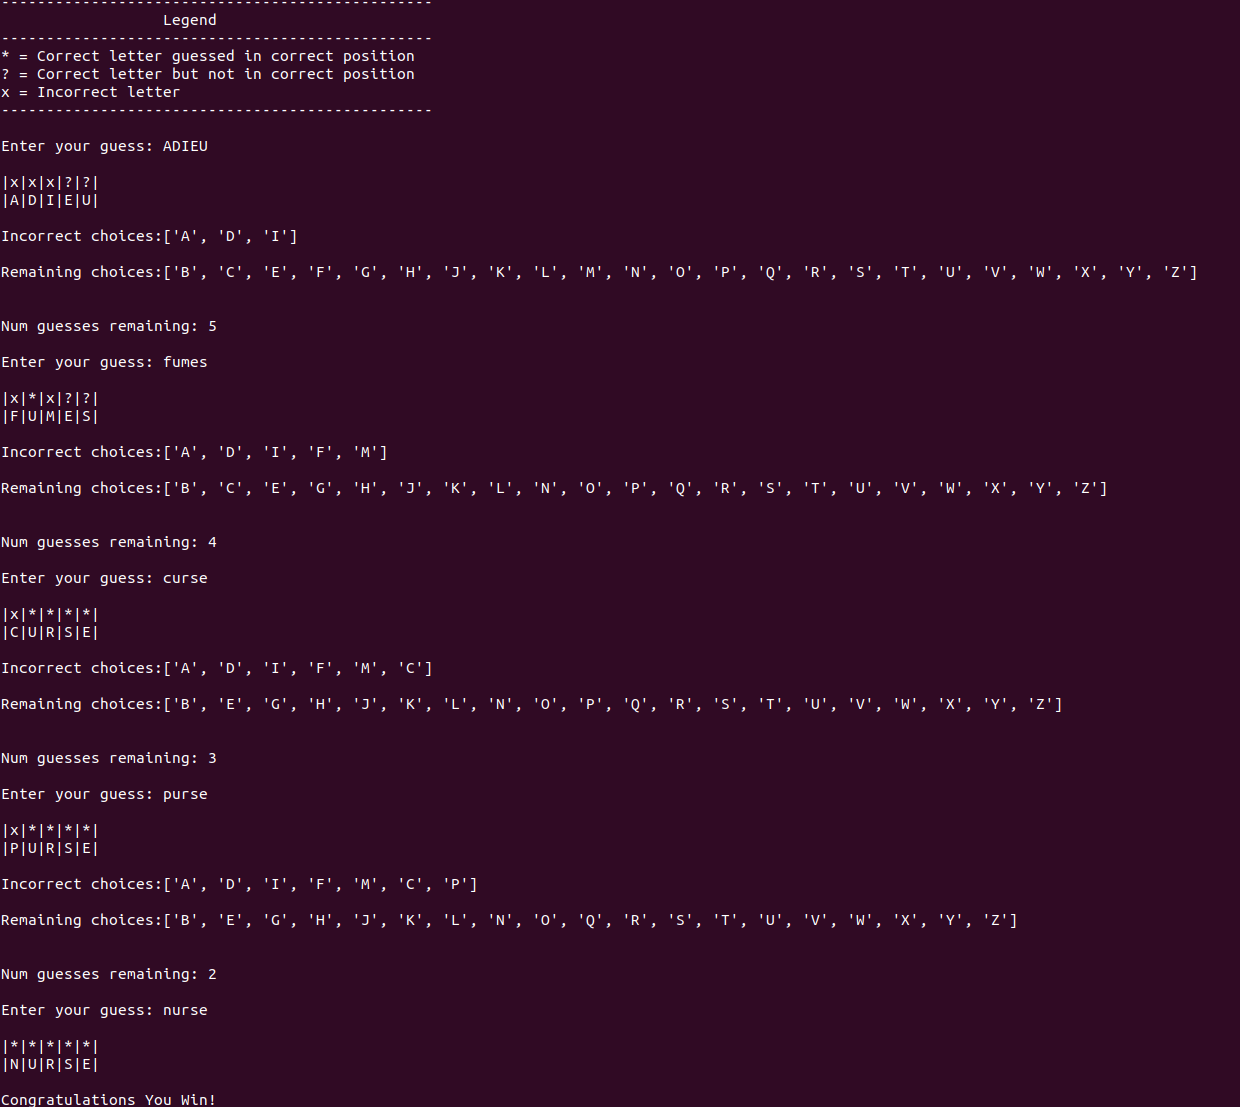 ------------------------------------------------
Legend
------------------------------------------------
* = Correct letter guessed in correct position
? = Correct letter but not in correct position
x = Incorrect letter
------------------------------------------------
Enter your guess: ADIEU
|x|x|x|?|?|
|A|D|I|E|U|
Incorrect choices:['A', 'D', 'I']
Remaining choices:['B', 'C', 'E', 'F', 'G', 'H', 'J', 'K', 'L', 'M', 'N', 'O', 'P', 'Q', 'R', 'S', 'T', 'U', 'V', 'W', 'X', 'Y', 'Z']
Num guesses remaining: 5
Enter your guess: fumes
|x|*|x|?|?|
|F|U|M|E|S|
Incorrect choices:['A', 'D', 'I', 'F', 'M']
Remaining choices:['B', 'C', 'E', 'G', 'H', 'J', 'K', 'L', 'N', 'O', 'P', 'Q', 'R', 'S', 'T', 'U', 'V', 'W', 'X', 'Y', 'Z']
Num guesses remaining: 4
Enter your guess: curse
|x|*|*|*|*|
|C|U|R|S|E|
Incorrect choices:['A', 'D', 'I', 'F', 'M', 'C']
Remaining choices:['B', 'E', 'G', 'H', 'J', 'K', 'L', 'N', 'O', 'P', 'Q', 'R', 'S', 'T', 'U', 'V', 'W', 'X', 'Y', 'Z']
Num guesses remaining: 3
Enter your guess: purse
|x|*|*|*|*|
|P|U|R|S|E|
Incorrect choices:['A', 'D', 'I', 'F', 'M', 'C', 'P']
Remaining choices:['B', 'E', 'G', 'H', 'J', 'K', 'L', 'N', 'O', 'Q', 'R', 'S', 'T', 'U', 'V', 'W', 'X', 'Y', 'Z']
Num guesses remaining: 2
Enter your guess: nurse
|*|*|*|*|*|
|N|U|R|S|E|
Congratulations You Win!